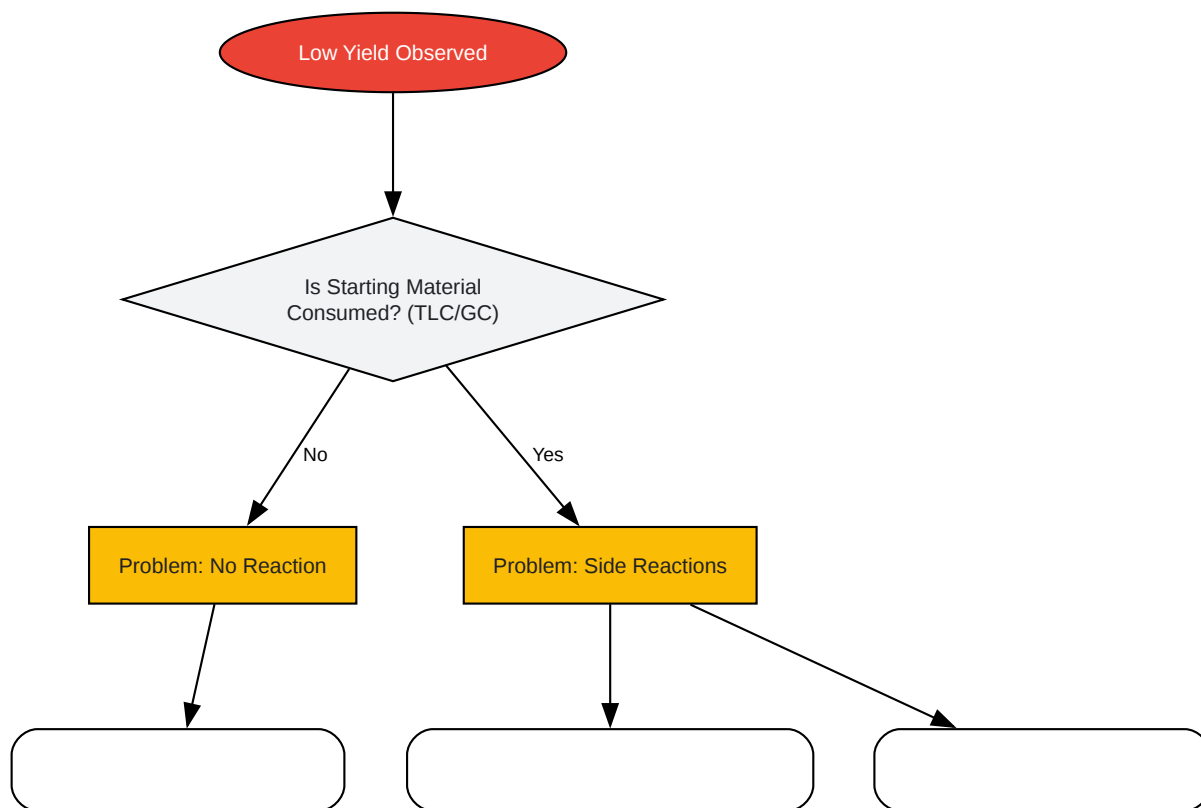 Low Yield Observed
Is Starting Material
Consumed? (TLC/GC)
No
Yes
Problem: No Reaction
Problem: Side Reactions